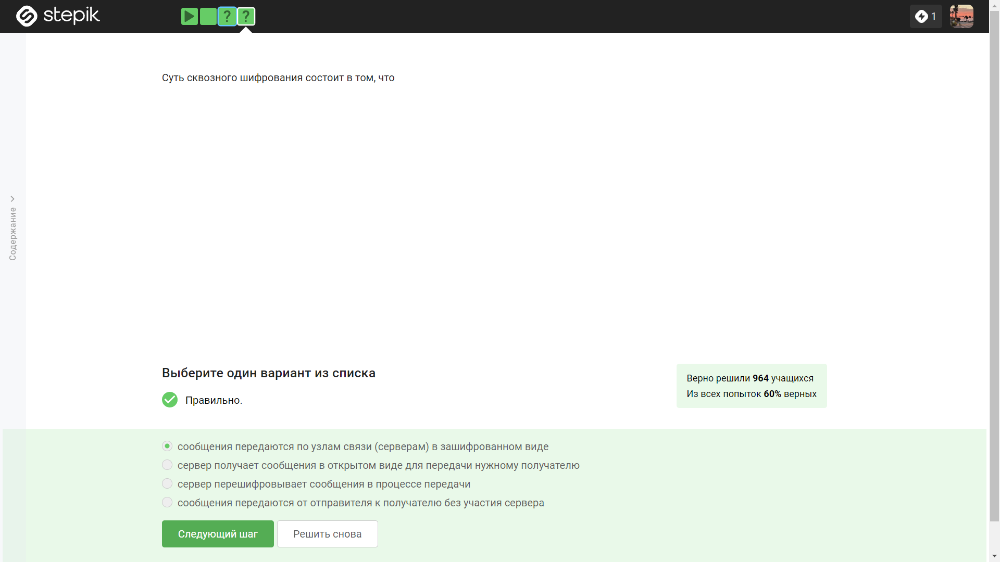 stepik
? ?
1
Суть сквозного шифрования состоит в том, что
Содержание
Выберите один вариант из списка
Правильно.
Верно решили 964 учащихся
Из всех попыток 60% верных
сообщения передаются по узлам связи (серверам) в зашифрованном виде
сервер получает сообщения в открытом виде для передачи нужному получателю
сервер перешифровывает сообщения в процессе передачи
сообщения передаются от отправителя к получателю без участия сервера
Следующий шаг
Решить снова